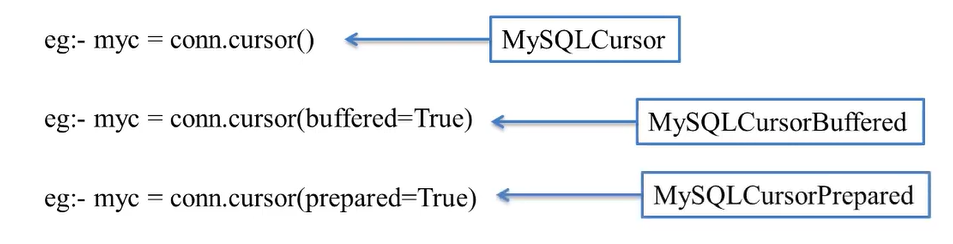 eg:- myc = conn.cursor() MySQLCursor
eg:- myc = conn.cursor(buffered=True) MySQLCursorBuffered
eg:- myc = conn.cursor(prepared=True) MySQLCursorPrepared